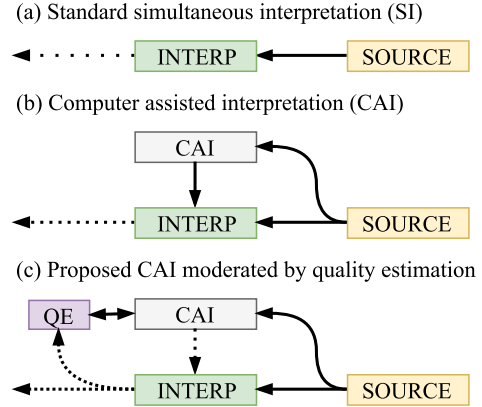 (a) Standard simultaneous interpretation (SI)
INTERP SOURCE
(b) Computer assisted interpretation (CAI)
CAI
INTERP SOURCE
(c) Proposed CAI moderated by quality estimation
QE CAI
INTERP SOURCE